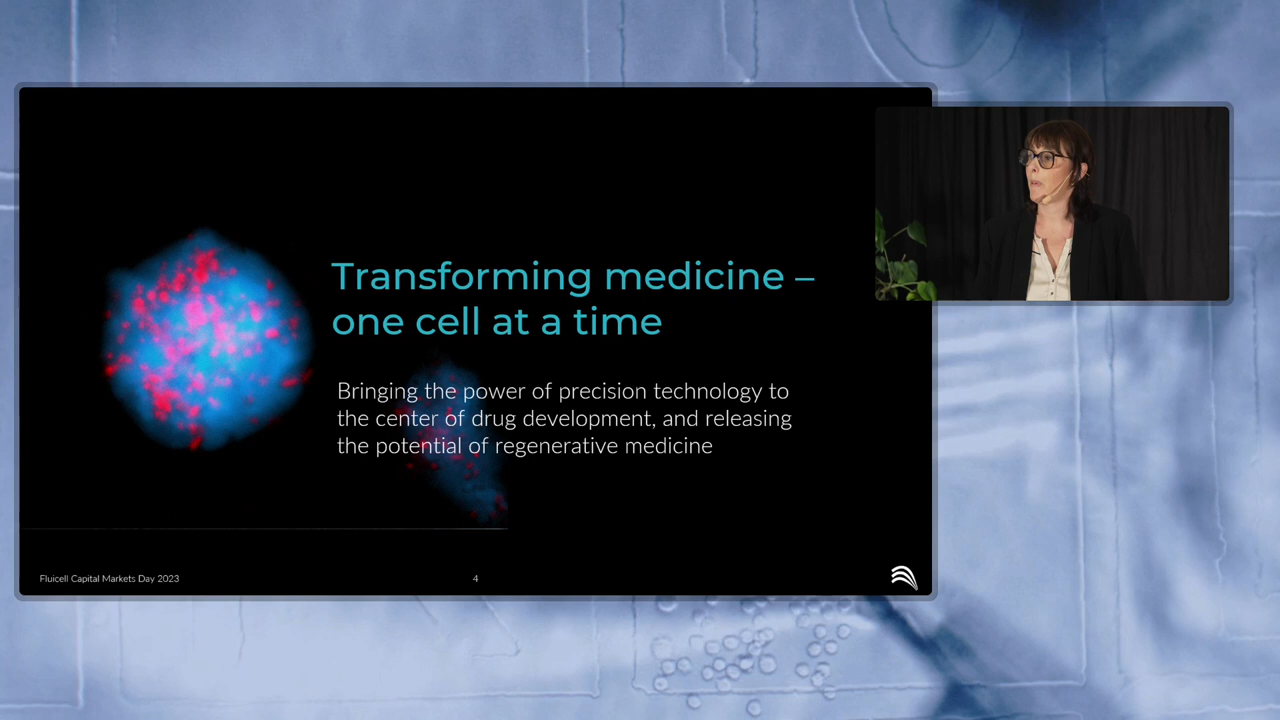 Transforming medicine –
one cell at a time
Bringing the power of precision technology to
the center of drug development, and releasing
the potential of regenerative medicine
Fluicell Capital Markets Day 2023
4